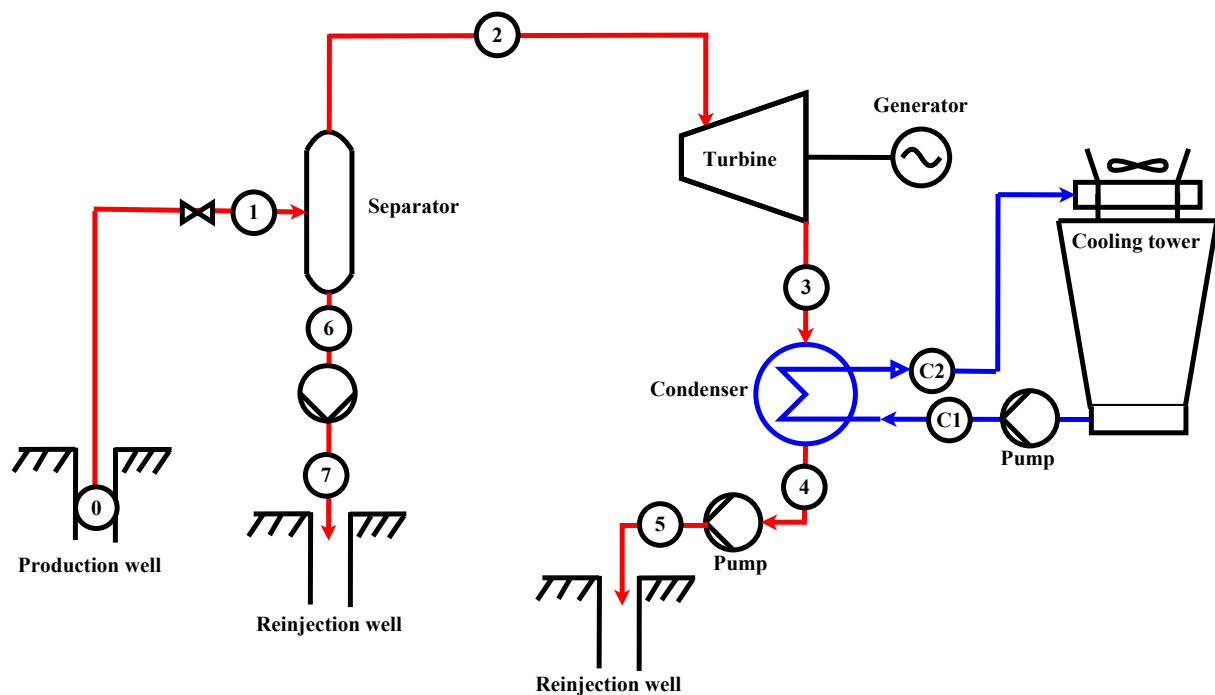 2
Generator
Turbine
Separator
1
Cooling tower
3
6
C2
Condenser
C1
Pump
7
4
0
5
Production well
Pump
Reinjection well
Reinjection well